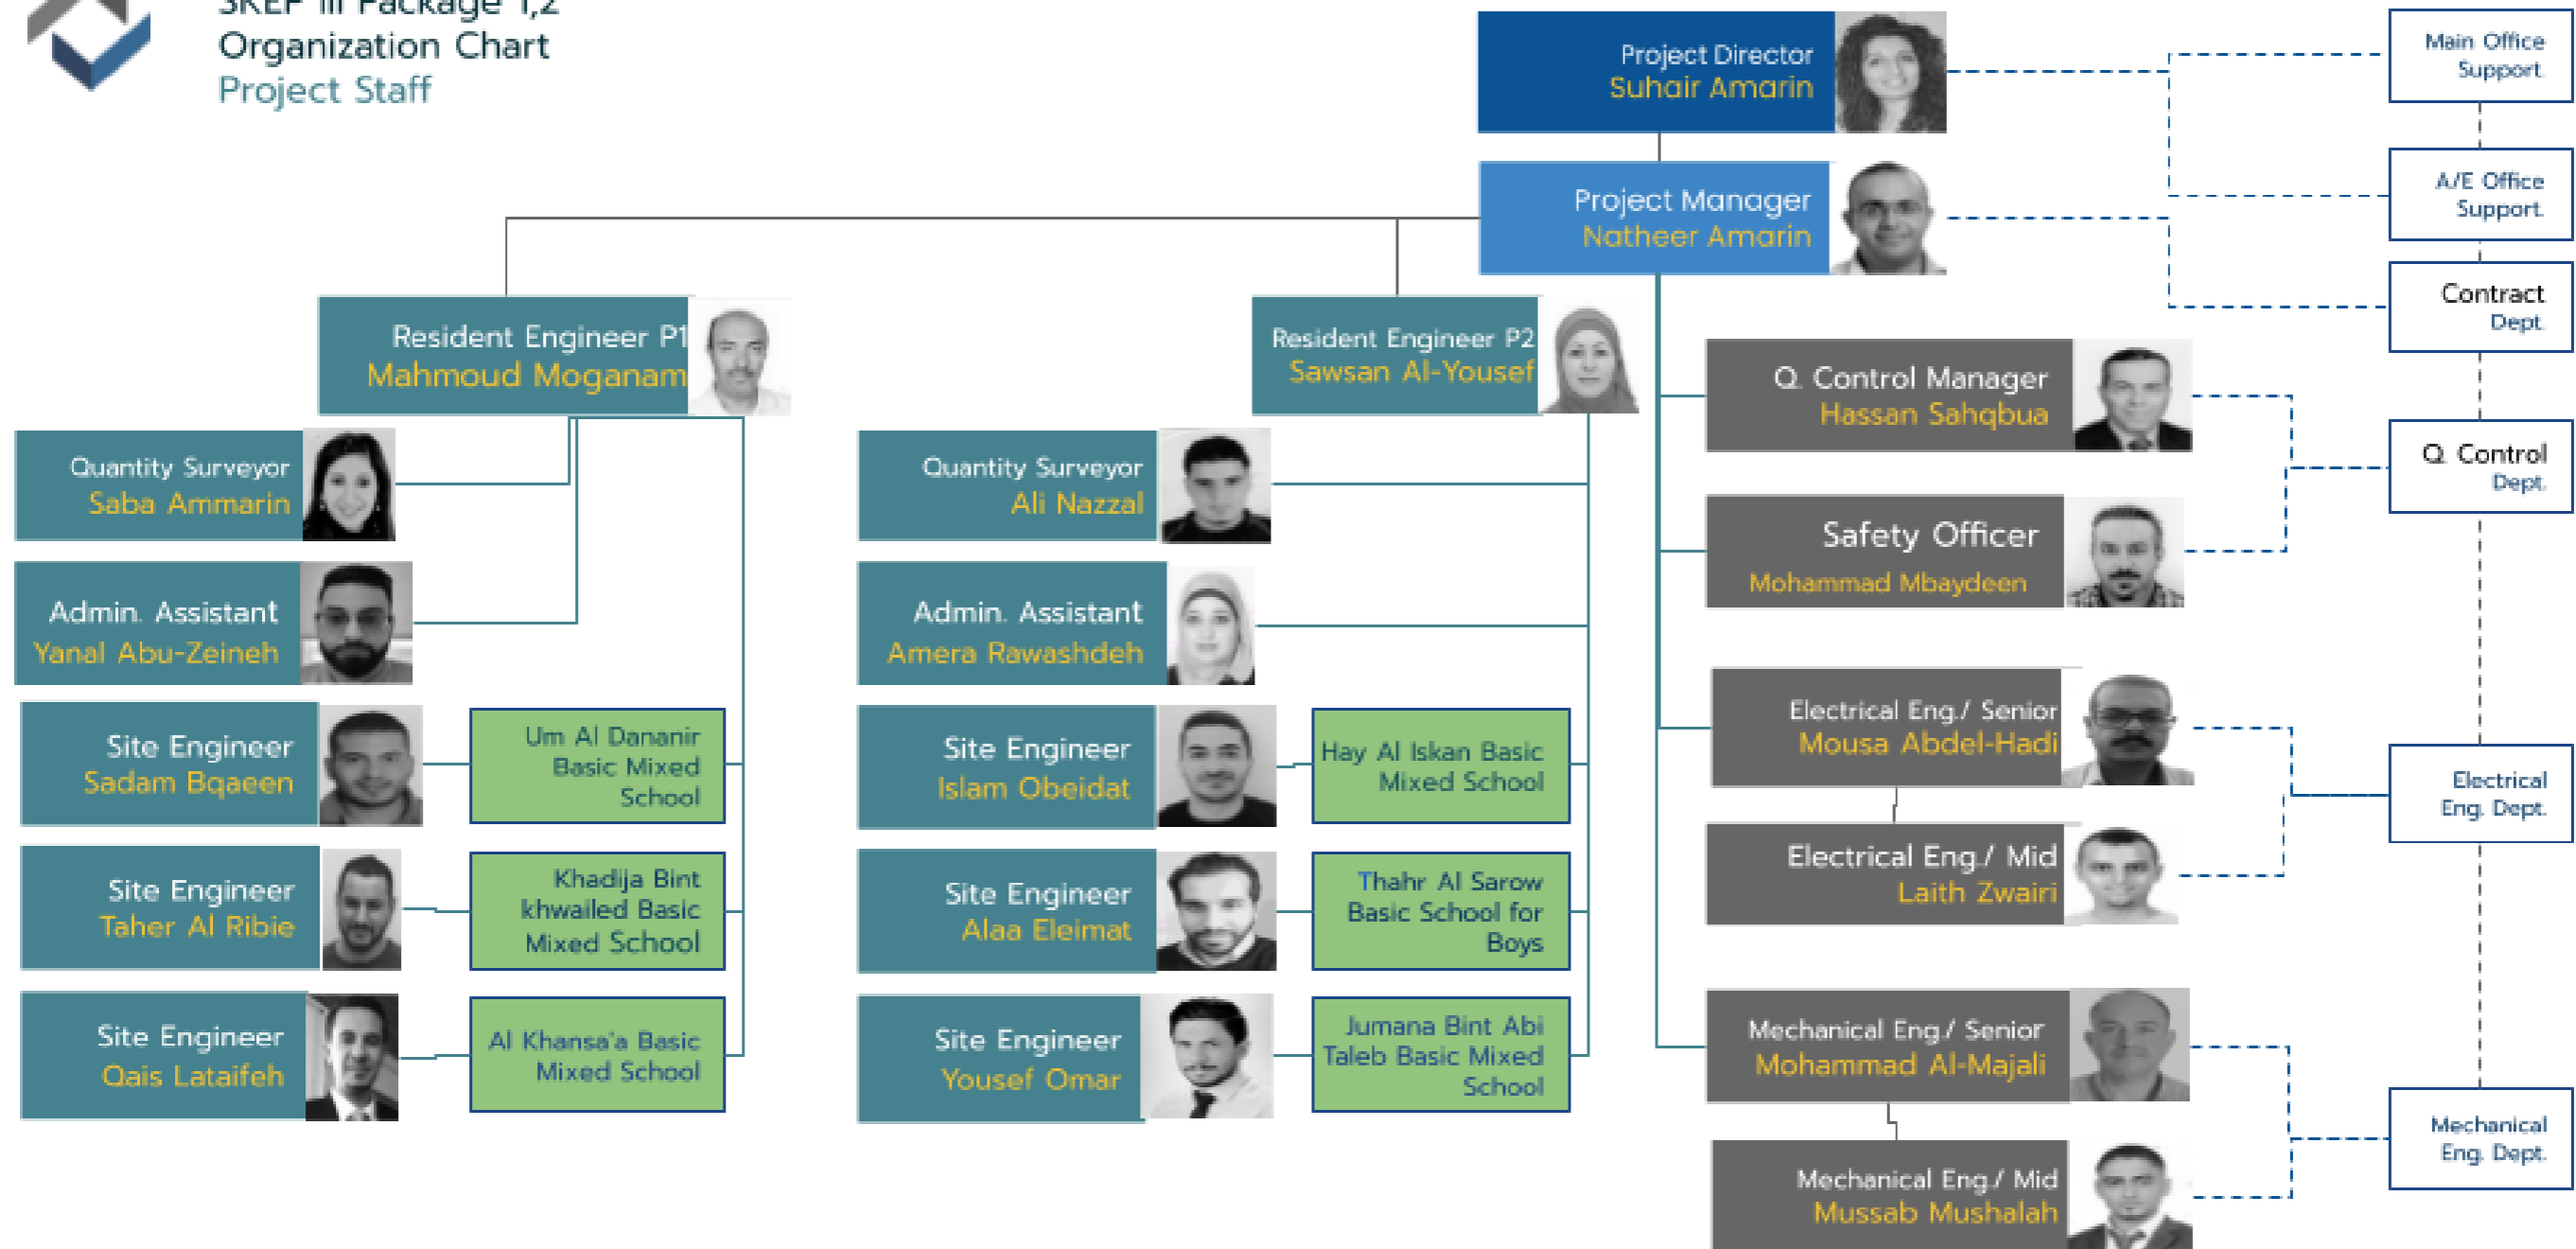 SKEP III Package 1,2
Organization Chart
Project Staff
Project Director
Suhair Amarin
Main Office
Support.
A/E Office
Support.
Project Manager
Natheer Amarin
Contract
Dept.
Resident Engineer P1
Mahmoud Moganam
Resident Engineer P2
Sawsan Al-Yousef
Q. Control Manager
Hassan Sahqbua
Q. Control
Dept.
Quantity Surveyor
Saba Ammarin
Quantity Surveyor
Ali Nazzal
Safety Officer
Mohammad Mbaydeen
Admin. Assistant
Yanal Abu-Zeineh
Admin. Assistant
Amera Rawashdeh
Site Engineer
Sadam Bqaeen
Um Al Dananir
Basic Mixed
School
Site Engineer
Islam Obeidat
Hay Al Iskan Basic
Mixed School
Electrical Eng./ Senior
Mousa Abdel-Hadi
Electrical
Eng. Dept.
Site Engineer
Taher Al Ribie
Khadija Bint
khwailed Basic
Mixed School
Site Engineer
Alaa Eleimat
Thahr Al Sarow
Basic School for
Boys
Electrical Eng./ Mid
Laith Zwairi
Site Engineer
Qais Lataifeh
Al Khansa'a Basic
Mixed School
Site Engineer
Yousef Omar
Jumana Bint Abi
Taleb Basic Mixed
School
Mechanical Eng./ Senior
Mohammad Al-Majali
Mechanical
Eng. Dept.
Mechanical Eng./ Mid
Mussab Mushalah